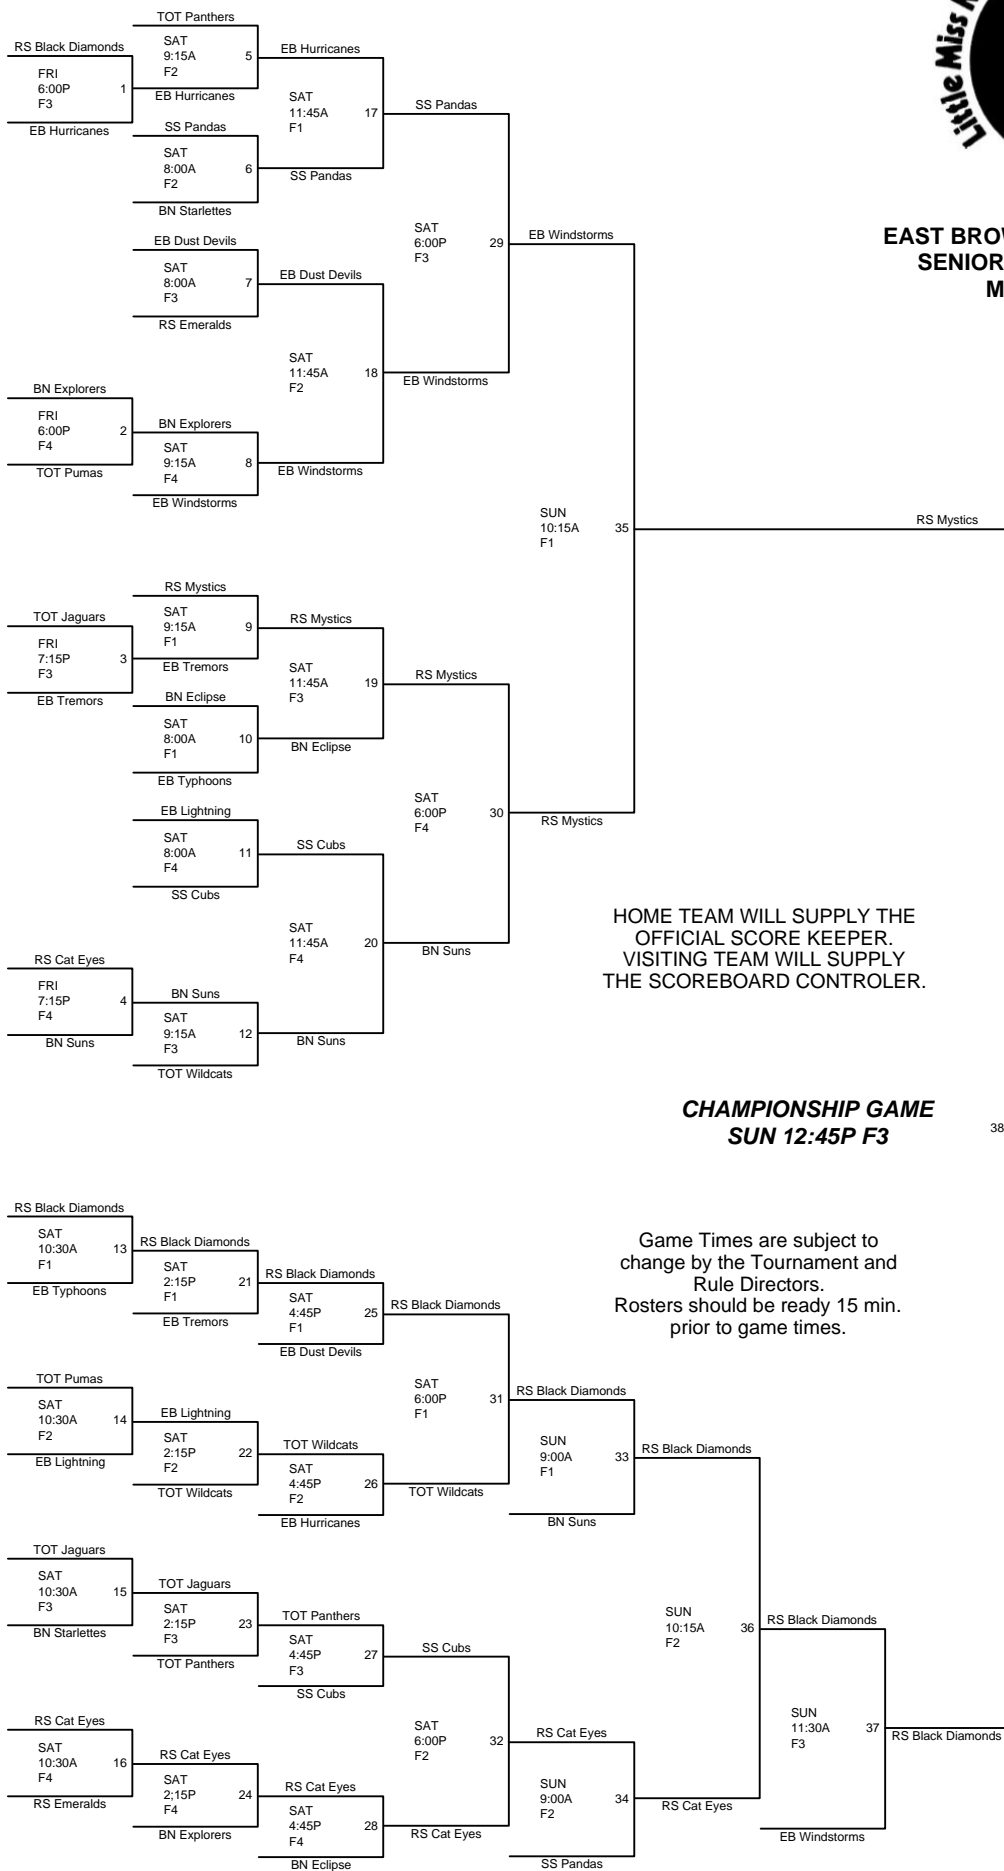 TOT Panthers
RS Black Diamonds
SAT
9:15A
F2
5
EB Hurricanes
FRI
6:00P
F3
1
EB Hurricanes
SAT
11:45A
F1
17
SS Pandas
EB Hurricanes
SS Pandas
SAT
8:00A
F2
6
SS Pandas
BN Starlettes
Little Miss
SAT
6:00P
F3
29
EB Windstorms
EAST
SENIOR
EB Dust Devils
SAT
8:00A
F3
7
EB Dust Devils
RS Emeralds
SAT
11:45A
F2
18
EB Windstorms
BN Explorers
FRI
6:00P
F4
2
BN Explorers
TOT Pumas
SAT
9:15A
F4
8
EB Windstorms
EB Windstorms
SUN
10:15A
F1
35
RS Mystics
RS Mystics
TOT Jaguars
SAT
9:15A
F1
9
RS Mystics
FRI
7:15P
F3
3
EB Tremors
SAT
11:45A
F3
19
RS Mystics
EB Tremors
BN Eclipse
SAT
8:00A
F1
10
BN Eclipse
EB Typhoons
SAT
6:00P
F4
30
RS Mystics
EB Lightning
SAT
8:00A
F4
11
SS Cubs
SS Cubs
SAT
11:45A
F4
20
BN Suns
RS Cat Eyes
FRI
7:15P
F4
4
BN Suns
BN Suns
SAT
9:15A
F3
12
BN Suns
TOT Wildcats
HOME TEAM WILL SUPPLY THE
OFFICIAL SCORE KEEPER.
VISITING TEAM WILL SUPPLY
THE SCOREBOARD CONTROLER.
CHAMPIONSHIP GAME
SUN 12:45P F3
38
RS Black Diamonds
SAT
10:30A
F1
13
RS Black Diamonds
EB Typhoons
SAT
2:15P
F1
21
RS Black Diamonds
EB Tremors
SAT
4:45P
F1
25
RS Black Diamonds
EB Dust Devils
Game Times are subject to
change by the Tournament and
Rule Directors.
Rosters should be ready 15 min.
prior to game times.
SAT
6:00P
F1
31
RS Black Diamonds
TOT Pumas
SAT
10:30A
F2
14
EB Lightning
EB Lightning
SAT
2:15P
F2
22
TOT Wildcats
TOT Wildcats
SAT
4:45P
F2
26
TOT Wildcats
EB Hurricanes
SUN
9:00A
F1
33
RS Black Diamonds
BN Suns
TOT Jaguars
SAT
10:30A
F3
15
TOT Jaguars
BN Starlettes
SAT
2:15P
F3
23
TOT Panthers
TOT Panthers
SAT
4:45P
F3
27
SS Cubs
SS Cubs
SUN
10:15A
F2
36
RS Black Diamonds
RS Cat Eyes
SAT
10:30A
F4
16
RS Cat Eyes
RS Emeralds
SAT
2;15P
F4
24
RS Cat Eyes
BN Explorers
SAT
4:45P
F4
28
RS Cat Eyes
BN Eclipse
SAT
6:00P
F2
32
RS Cat Eyes
SUN
9:00A
F2
34
RS Cat Eyes
SS Pandas
SUN
11:30A
F3
37
RS Black Diamonds
EB Windstorms